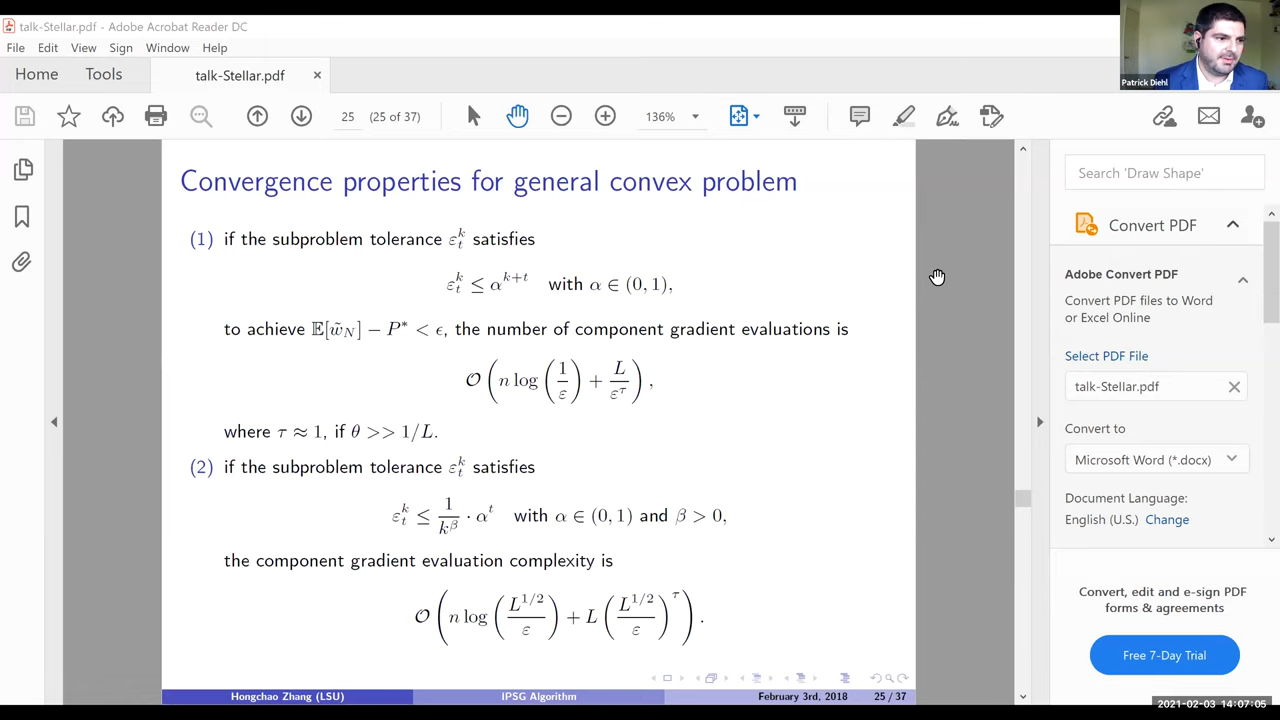 talk-Stellar.pdf - Adobe Acrobat Reader DC
File Edit View Sign Window Help
Home Tools talk-Stellar.pdf ×
25 (25 of 37) 136%
Patrick Diehl
Convergence properties for general convex problem
(1) if the subproblem tolerance ε_t^k satisfies
ε_t^k ≤ α^{k+t} with α ∈ (0, 1),
to achieve 𝔼[w̃_N] − P* < ϵ, the number of component gradient evaluations is
𝒪(n log(1/ε) + L/ε^τ),
where τ ≈ 1, if θ >> 1/L.
(2) if the subproblem tolerance ε_t^k satisfies
ε_t^k ≤ 1/k^β · α^t with α ∈ (0, 1) and β > 0,
the component gradient evaluation complexity is
𝒪(n log(L^{1/2}/ε) + L(L^{1/2}/ε)^τ).
Hongchao Zhang (LSU) IPSG Algorithm February 3rd, 2018 25 / 37
Search 'Draw Shape'
Convert PDF
Adobe Convert PDF
Convert PDF files to Word
or Excel Online
Select PDF File
talk-Stellar.pdf
Convert to
Microsoft Word (*.docx)
Document Language:
English (U.S.) Change
Convert, edit and e-sign PDF
forms & agreements
Free 7-Day Trial
2021-02-03 14:07:05